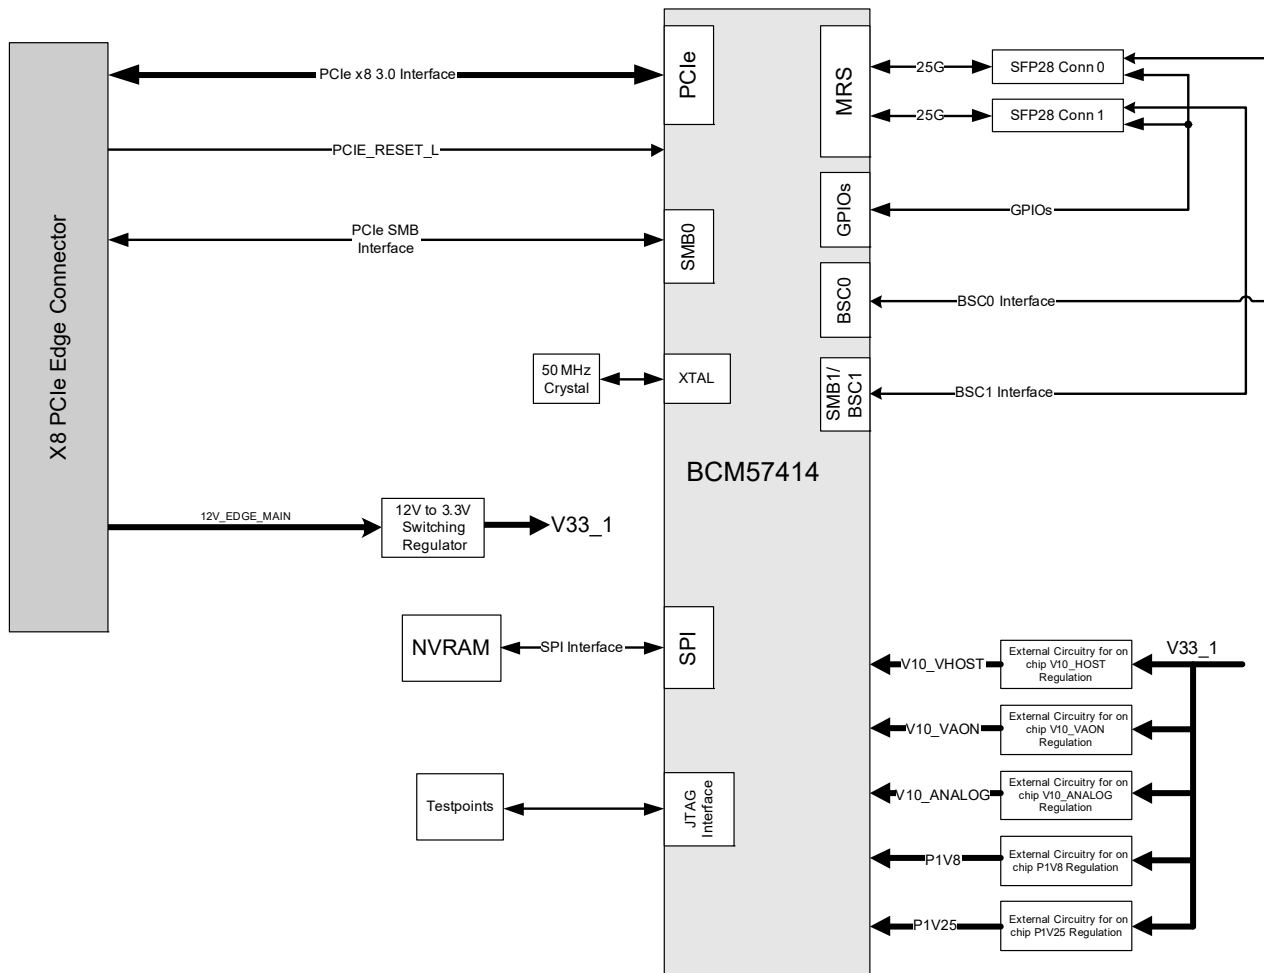 X8 PCIe Edge Connector
PCIe x8 3.0 Interface
PCIE_RESET_L
PCIe SMB
Interface
50 MHz
Crystal
12V_EDGE_MAIN
12V to 3.3V
Switching
Regulator
V33_1
NVRAM
SPI Interface
Testpoints
PCIe
SMB0
XTAL
BCM57414
SPI
JTAG
Interface
MRS
GPIOs
BSC0
SMB1/
BSC1
25G
SFP28 Conn 0
25G
SFP28 Conn 1
GPIOs
BSC0 Interface
BSC1 Interface
V33_1
V10_VHOST
External Circuitry for on
chip V10_HOST
Regulation
V10_VAON
External Circuitry for on
chip V10_VAON
Regulation
V10_ANALOG
External Circuitry for on
chip V10_ANALOG
Regulation
P1V8
External Circuitry for on
chip P1V8 Regulation
P1V25
External Circuitry for on
chip P1V25 Regulation